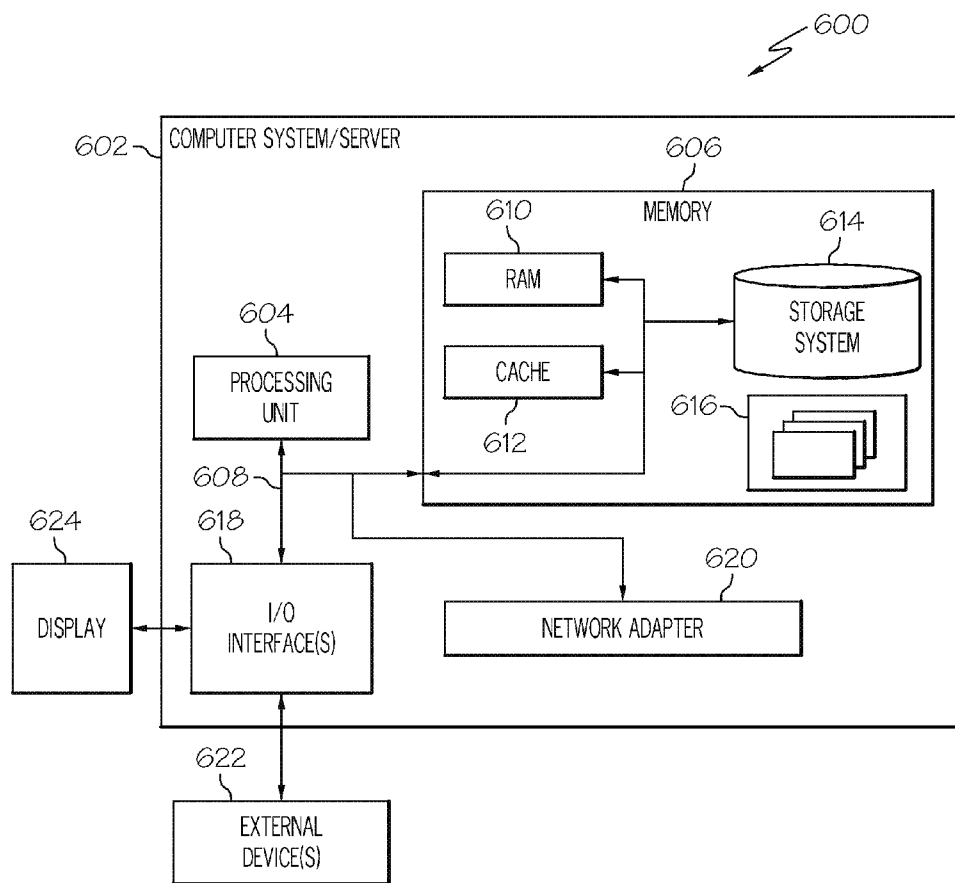 600
602
COMPUTER SYSTEM/SERVER
606
MEMORY
610
RAM
614
STORAGE
SYSTEM
604
PROCESSING
UNIT
CACHE
612
616
608
618
624
DISPLAY
I/O
INTERFACE(S)
620
NETWORK ADAPTER
622
EXTERNAL
DEVICE(S)